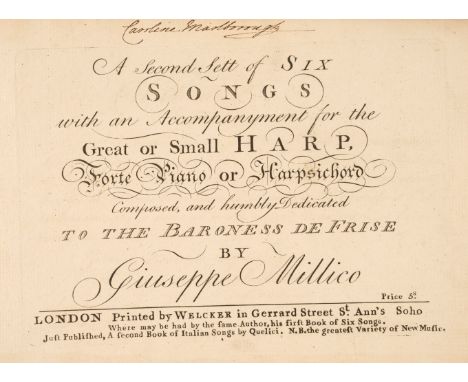 Caroline Marlborough
A Second Sett of SIX
SONGS
with an Accompanyment for the
Great or Small HARP,
Forte Piano or Harpsichord
Composed, and humbly Dedicated
TO THE BARONESS DE FRISE
BY
Giuseppe Millico
Price 5s.
LONDON Printed by WELCKER in Gerrard Street St. Ann's Soho
Where may be had by the same Author, his first Book of Six Songs.
Just Published, A second Book of Italian Songs by Quelici. N.B. the greatest Variety of New Music.